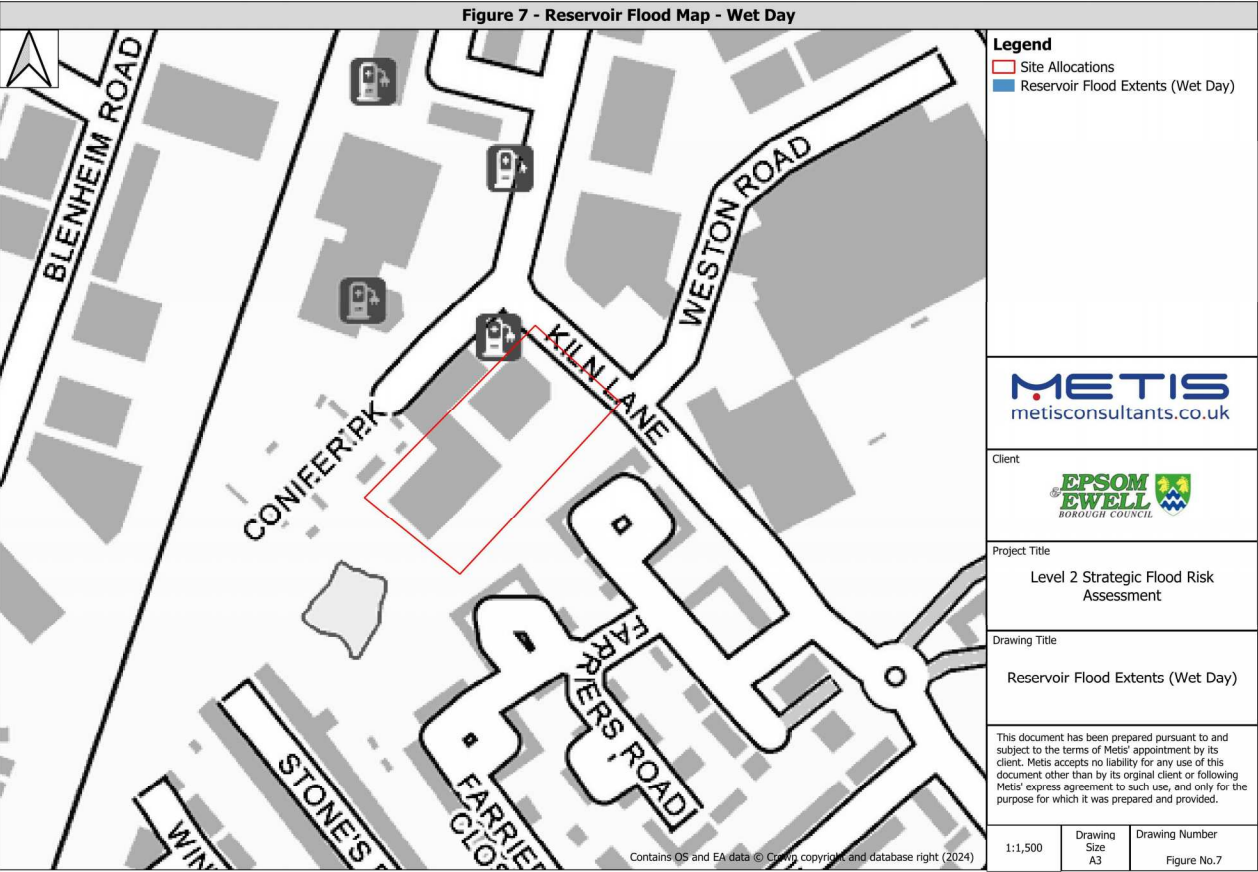 Figure 7 - Reservoir Flood Map - Wet Day
BLENHEIM ROAD
WESTON ROAD
KILN LANE
CONIFER PK
FARRIERS ROAD
STONE'S
FARRIER
CLO
WIN
Contains OS and EA data © Crown copyright and database right (2024)
Legend
Site Allocations
Reservoir Flood Extents (Wet Day)
METIS
metisconsultants.co.uk
Client
EPSOM
& EWELL
BOROUGH COUNCIL
Project Title
Level 2 Strategic Flood Risk
Assessment
Drawing Title
Reservoir Flood Extents (Wet Day)
This document has been prepared pursuant to and
subject to the terms of Metis' appointment by its
client. Metis accepts no liability for any use of this
document other than by its orginal client or following
Metis' express agreement to such use, and only for the
purpose for which it was prepared and provided.
1:1,500
Drawing
Size
A3
Drawing Number
Figure No.7